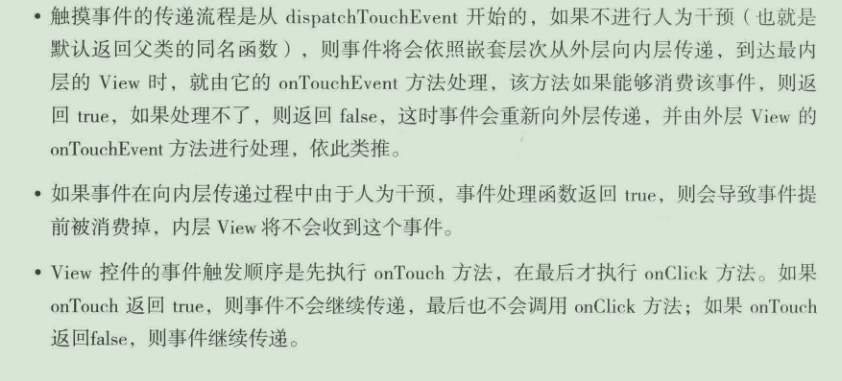 • 触摸事件的传递流程是从 dispatchTouchEvent 开始的，如果不进行人为干预（也就是
默认返回父类的同名函数），则事件将会依照嵌套层次从外层向内层传递，到达最内
层的 View 时，就由它的 onTouchEvent 方法处理，该方法如果能够消费该事件，则返
回 true，如果处理不了，则返回 false，这时事件会重新向外层传递，并由外层 View 的
onTouchEvent 方法进行处理，依此类推。
• 如果事件在向内层传递过程中由于人为干预，事件处理函数返回 true，则会导致事件提
前被消费掉，内层 View 将不会收到这个事件。
• View 控件的事件触发顺序是先执行 onTouch 方法，在最后才执行 onClick 方法。如果
onTouch 返回 true，则事件不会继续传递，最后也不会调用 onClick 方法；如果 onTouch
返回false，则事件继续传递。